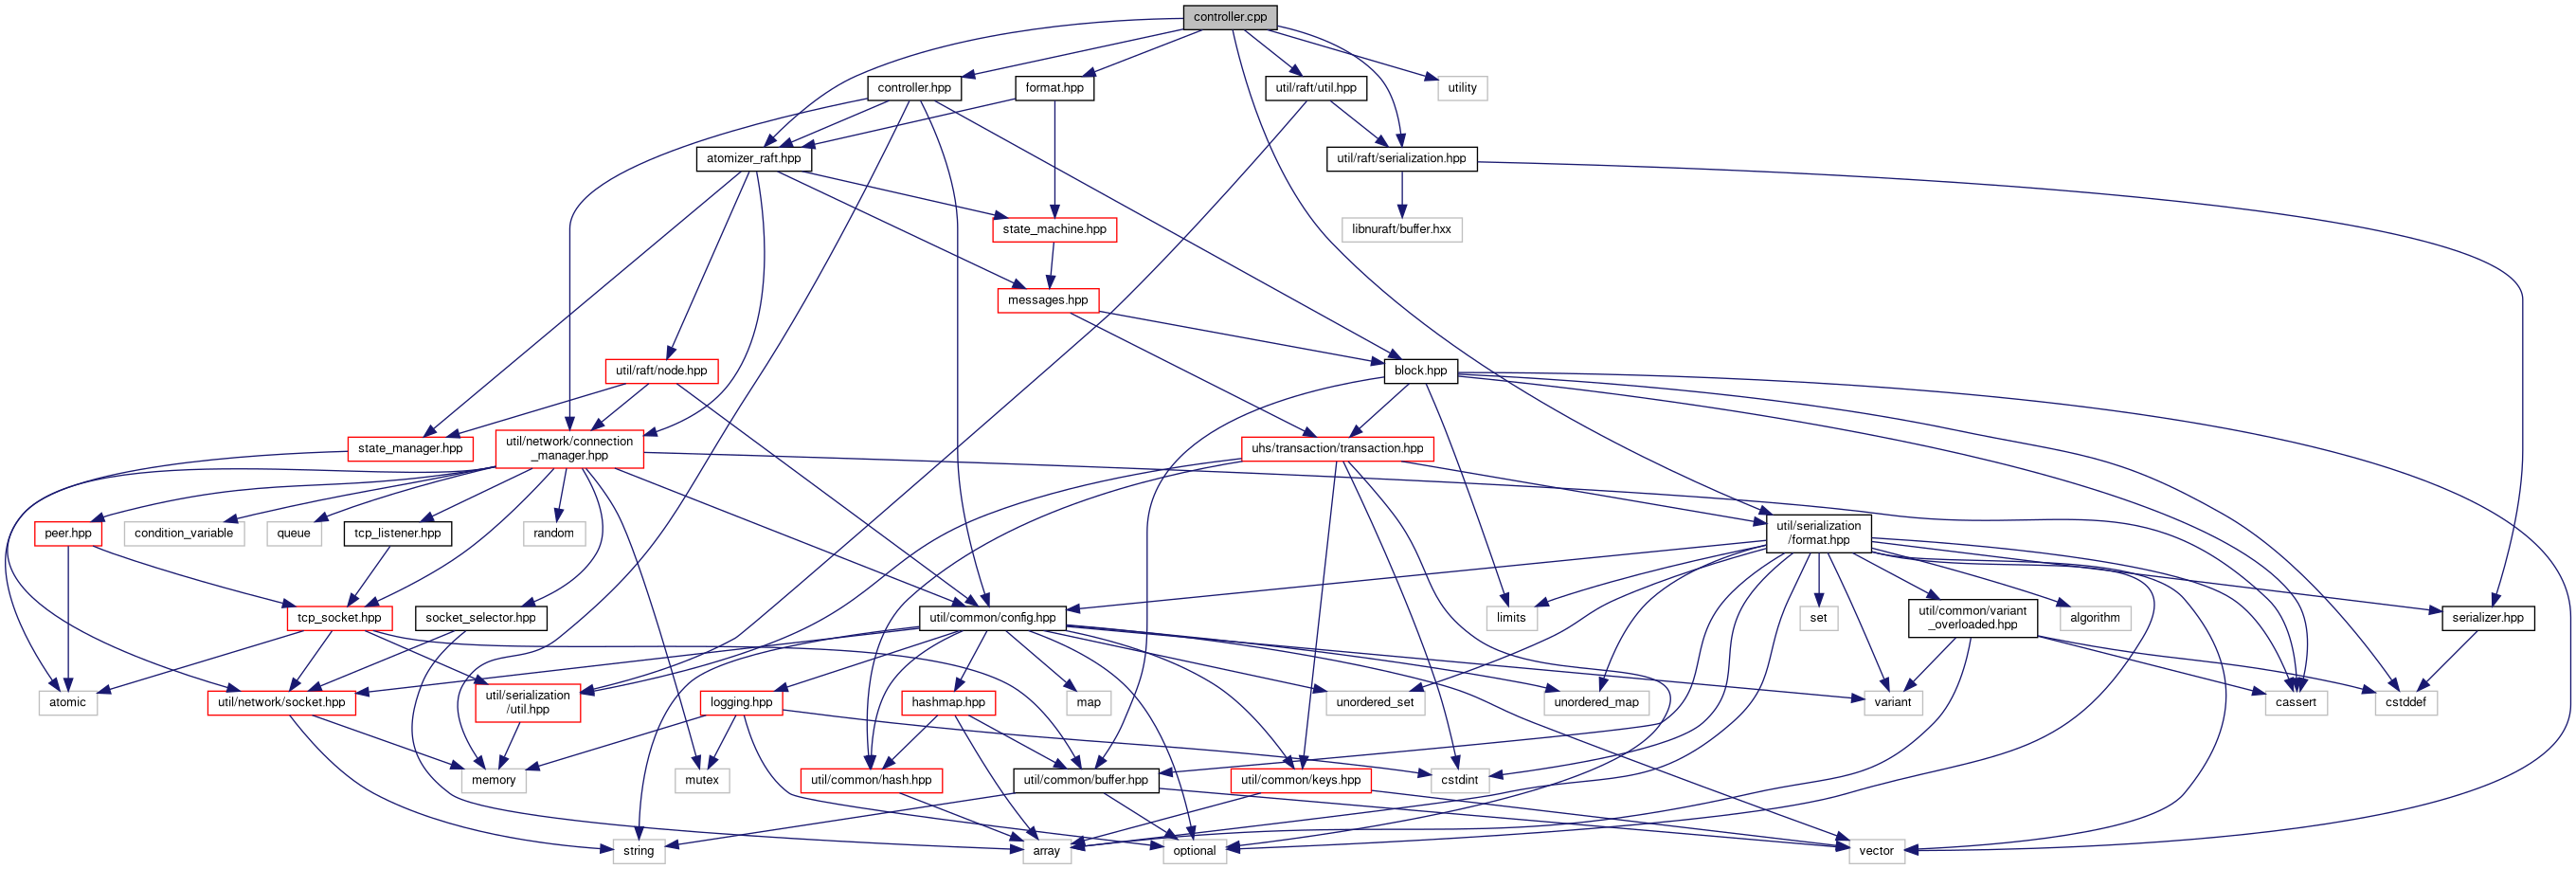 controller.cpp
controller.hpp
format.hpp
util/raft/util.hpp
utility
atomizer_raft.hpp
util/raft/serialization.hpp
state_machine.hpp
libnuraft/buffer.hxx
messages.hpp
util/raft/node.hpp
block.hpp
state_manager.hpp
util/network/connection
_manager.hpp
uhs/transaction/transaction.hpp
peer.hpp
condition_variable
queue
tcp_listener.hpp
random
util/serialization
/format.hpp
tcp_socket.hpp
socket_selector.hpp
util/common/config.hpp
limits
set
util/common/variant
_overloaded.hpp
algorithm
serializer.hpp
atomic
util/network/socket.hpp
util/serialization
/util.hpp
logging.hpp
hashmap.hpp
map
unordered_set
unordered_map
variant
cassert
cstddef
memory
mutex
util/common/hash.hpp
util/common/buffer.hpp
util/common/keys.hpp
cstdint
string
array
optional
vector